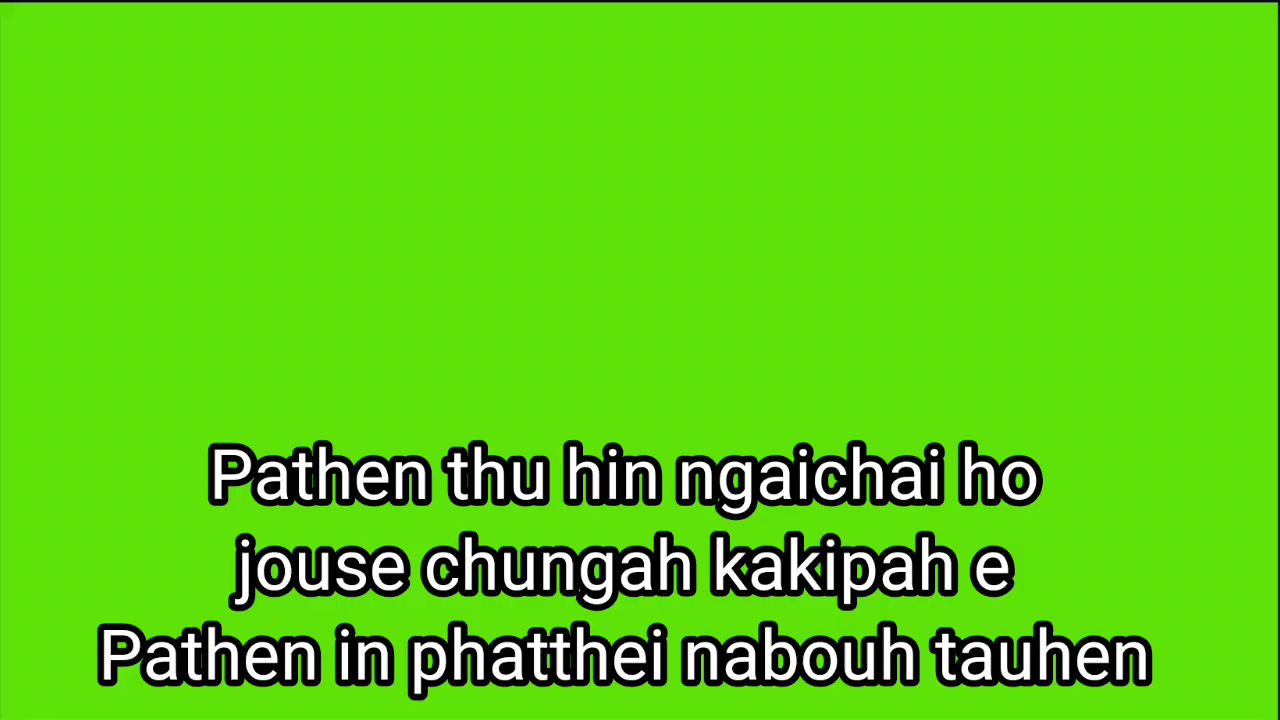 Pathen thu hin ngaichai ho
jouse chungah kakipah e
Pathen in phatthei nabouh tauhen